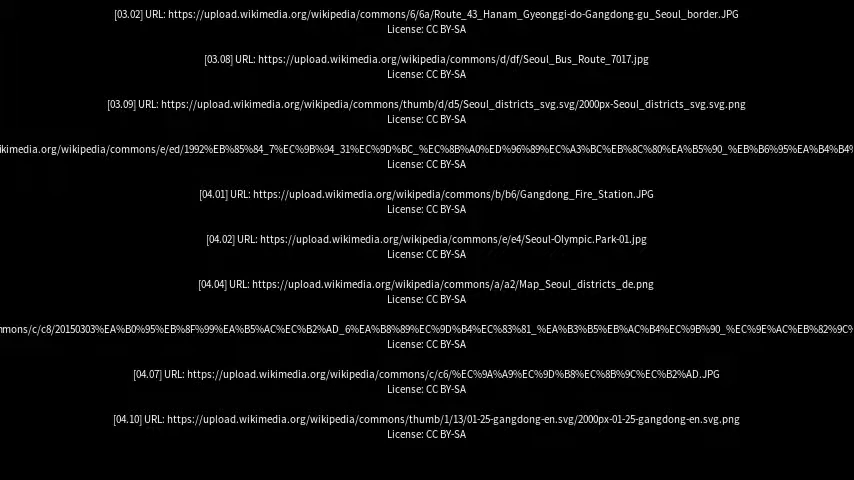 [03.02] URL: https://upload.wikimedia.org/wikipedia/commons/6/6a/Route_43_Hanam_Gyeonggi-do-Gangdong-gu_Seoul_border.JPG
License: CC BY-SA
[03.08] URL: https://upload.wikimedia.org/wikipedia/commons/d/df/Seoul_Bus_Route_7017.jpg
License: CC BY-SA
[03.09] URL: https://upload.wikimedia.org/wikipedia/commons/thumb/d/d5/Seoul_districts_svg.svg/2000px-Seoul_districts_svg.svg.png
License: CC BY-SA
ikimedia.org/wikipedia/commons/e/ed/1992%EB%85%84_7%EC%9B%94_31%EC%9D%BC_%EC%8B%A0%ED%96%89%EC%A3%BC%EB%8C%80%EA%B5%90_%EB%B6%95%EA%B4%B4%
License: CC BY-SA
[04.01] URL: https://upload.wikimedia.org/wikipedia/commons/b/b6/Gangdong_Fire_Station.JPG
License: CC BY-SA
[04.02] URL: https://upload.wikimedia.org/wikipedia/commons/e/e4/Seoul-Olympic.Park-01.jpg
License: CC BY-SA
[04.04] URL: https://upload.wikimedia.org/wikipedia/commons/a/a2/Map_Seoul_districts_de.png
License: CC BY-SA
mons/c/c8/20150303%EA%B0%95%EB%8F%99%EA%B5%AC%EC%B2%AD_6%EA%B8%89%EC%9D%B4%EC%83%81_%EA%B3%B5%EB%AC%B4%EC%9B%90_%EC%9E%AC%EB%82%9C%
License: CC BY-SA
[04.07] URL: https://upload.wikimedia.org/wikipedia/commons/c/c6/%EC%9A%A9%EC%9D%B8%EC%8B%9C%EC%B2%AD.JPG
License: CC BY-SA
[04.10] URL: https://upload.wikimedia.org/wikipedia/commons/thumb/1/13/01-25-gangdong-en.svg/2000px-01-25-gangdong-en.svg.png
License: CC BY-SA